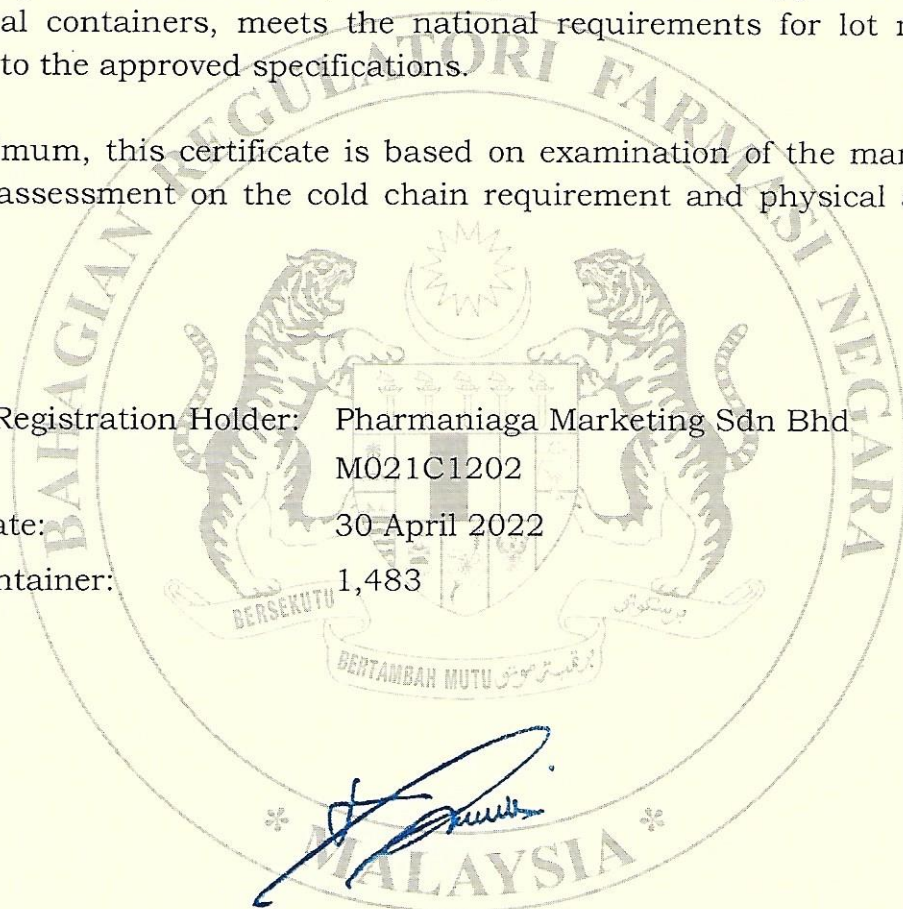 al containers, meets the national requirements for lot r
to the approved specifications.
mum, this certificate is based on examination of the mar
assessment on the cold chain requirement and physical a
Registration Holder: Pharmaniaga Marketing Sdn Bhd
M021C1202
ate: 30 April 2022
ntainer: 1,483
BAHAGIAN REGULATORI FARMASI NEGARA
* MALAYSIA *
BERSEKUTU
BERTAMBAH MUTU